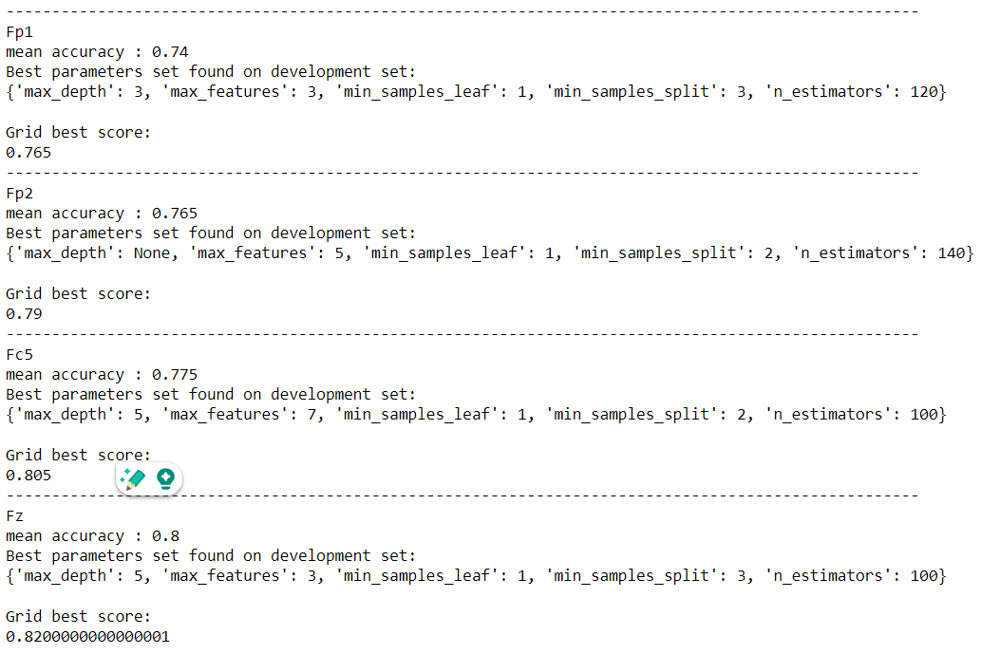 ----------------------------------------------------------------------------------------------------
Fp1
mean accuracy : 0.74
Best parameters set found on development set:
{'max_depth': 3, 'max_features': 3, 'min_samples_leaf': 1, 'min_samples_split': 3, 'n_estimators': 120}
Grid best score:
0.765
----------------------------------------------------------------------------------------------------
Fp2
mean accuracy : 0.765
Best parameters set found on development set:
{'max_depth': None, 'max_features': 5, 'min_samples_leaf': 1, 'min_samples_split': 2, 'n_estimators': 140}
Grid best score:
0.79
----------------------------------------------------------------------------------------------------
Fc5
mean accuracy : 0.775
Best parameters set found on development set:
{'max_depth': 5, 'max_features': 7, 'min_samples_leaf': 1, 'min_samples_split': 2, 'n_estimators': 100}
Grid best score:
0.805
----------------------------------------------------------------------------------------------------
Fz
mean accuracy : 0.8
Best parameters set found on development set:
{'max_depth': 5, 'max_features': 3, 'min_samples_leaf': 1, 'min_samples_split': 3, 'n_estimators': 100}
Grid best score:
0.8200000000000001